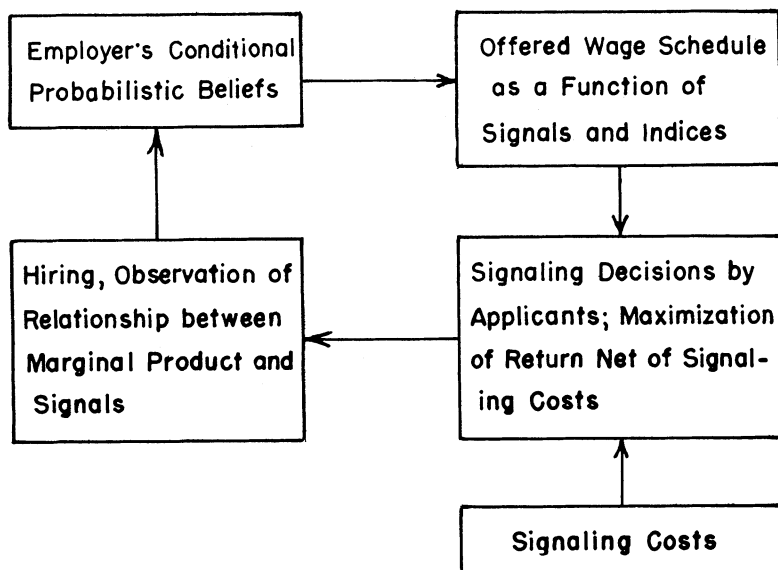 Employer's Conditional
Probabilistic Beliefs
Offered Wage Schedule
as a Function of
Signals and Indices
Hiring, Observation of
Relationship between
Marginal Product and
Signals
Signaling Decisions by
Applicants; Maximization
of Return Net of Signal-
ing Costs
Signaling Costs